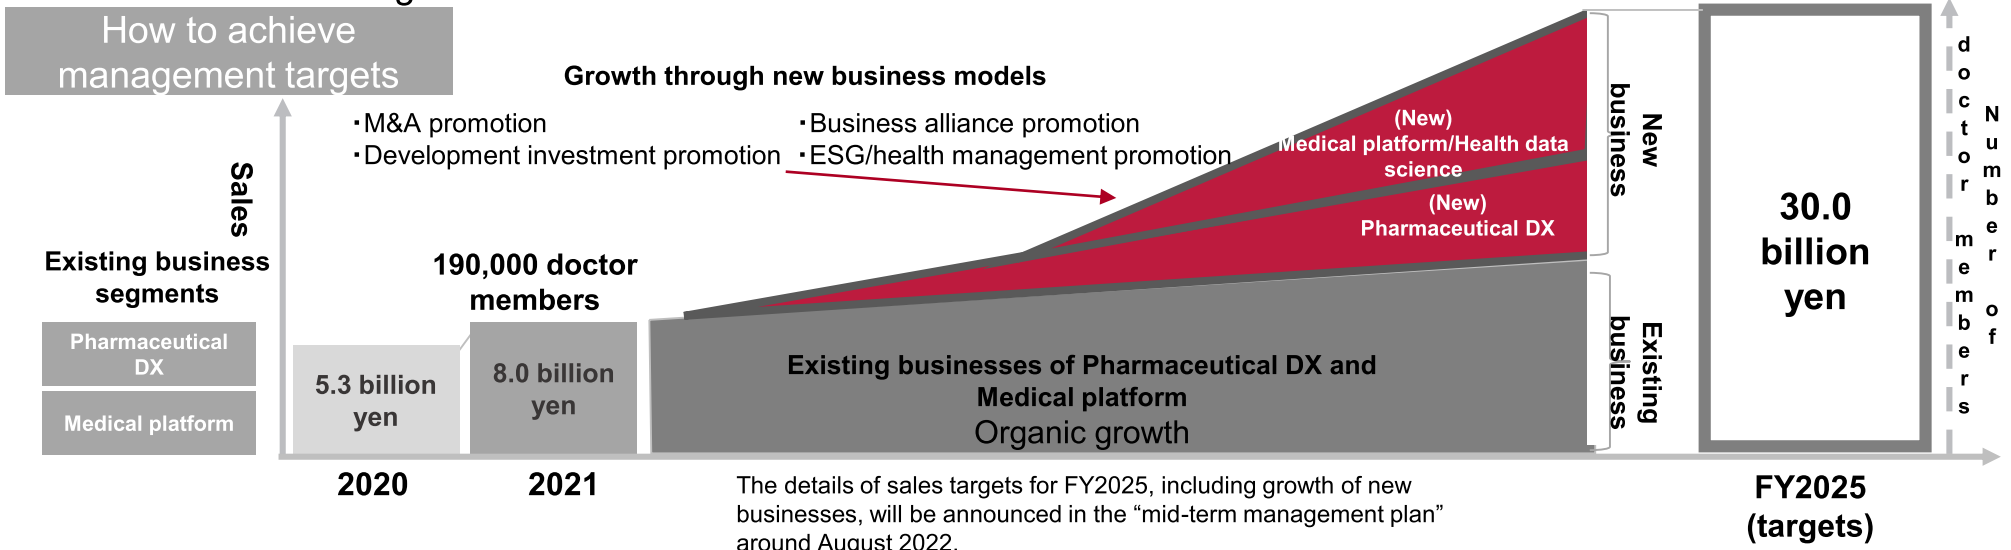 How to achieve
management targets
Growth through new business models
・M&A promotion
・Development investment promotion
・Business alliance promotion
・ESG/health management promotion
Sales
Existing business
segments
Pharmaceutical
DX
Medical platform
5.3 billion
yen
190,000 doctor
members
8.0 billion
yen
(New)
Medical platform/Health data
science
(New)
Pharmaceutical DX
Existing businesses of Pharmaceutical DX and
Medical platform
Organic growth
New
business
Existing
business
30.0
billion
yen
Number of
doctor members
2020
2021
FY2025
(targets)
The details of sales targets for FY2025, including growth of new
businesses, will be announced in the “mid-term management plan”
around August 2022.